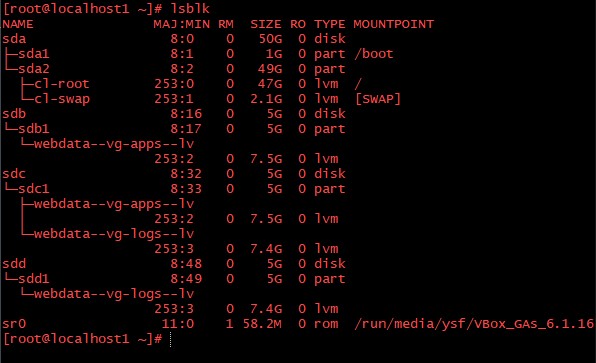 [root@localhost1 ~]# lsblk
NAME                  MAJ:MIN RM  SIZE RO TYPE MOUNTPOINT
sda                     8:0    0   50G  0 disk
├─sda1                  8:1    0    1G  0 part /boot
└─sda2                  8:2    0   49G  0 part
  ├─cl-root           253:0    0   47G  0 lvm  /
  └─cl-swap           253:1    0  2.1G  0 lvm  [SWAP]
sdb                     8:16   0    5G  0 disk
└─sdb1                  8:17   0    5G  0 part
  └─webdata--vg-apps--lv
                      253:2    0  7.5G  0 lvm
sdc                     8:32   0    5G  0 disk
└─sdc1                  8:33   0    5G  0 part
  ├─webdata--vg-apps--lv
  │                   253:2    0  7.5G  0 lvm
  └─webdata--vg-logs--lv
                      253:3    0  7.4G  0 lvm
sdd                     8:48   0    5G  0 disk
└─sdd1                  8:49   0    5G  0 part
  └─webdata--vg-logs--lv
                      253:3    0  7.4G  0 lvm
sr0                    11:0    1 58.2M  0 rom  /run/media/ysf/VBox_GAs_6.1.16
[root@localhost1 ~]#